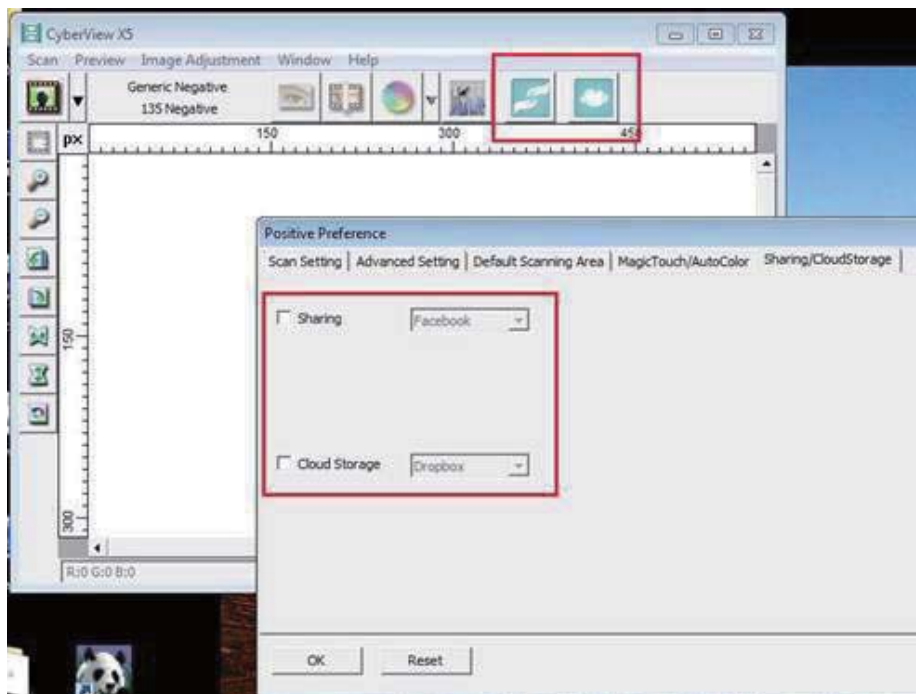 CyberView X5
Scan Preview Image Adjustment Window Help
Generic Negative
135 Negative
px 150 300 450
150
300
R:0 G:0 B:0
Positive Preference
Scan Setting Advanced Setting Default Scanning Area MagicTouch/AutoColor Sharing/CloudStorage
Sharing Facebook
Cloud Storage Dropbox
OK Reset